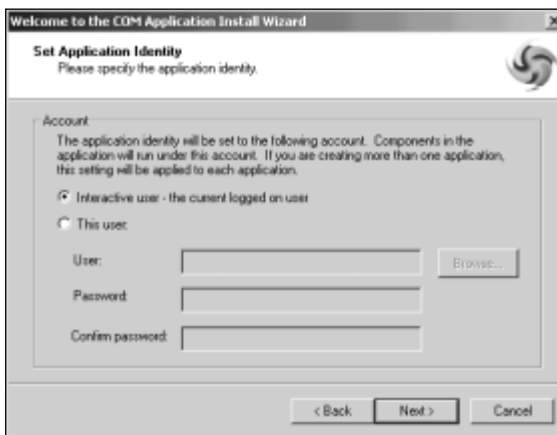 Welcome to the COM Application Install Wizard
Set Application Identity
Please specify the application identity.
Account
The application identity will be set to the following account. Components in the
application will run under this account. If you are creating more than one application,
this setting will be applied to each application.
Interactive user - the current logged on user
This user:
User:
Browse...
Password:
Confirm password:
< Back
Next >
Cancel